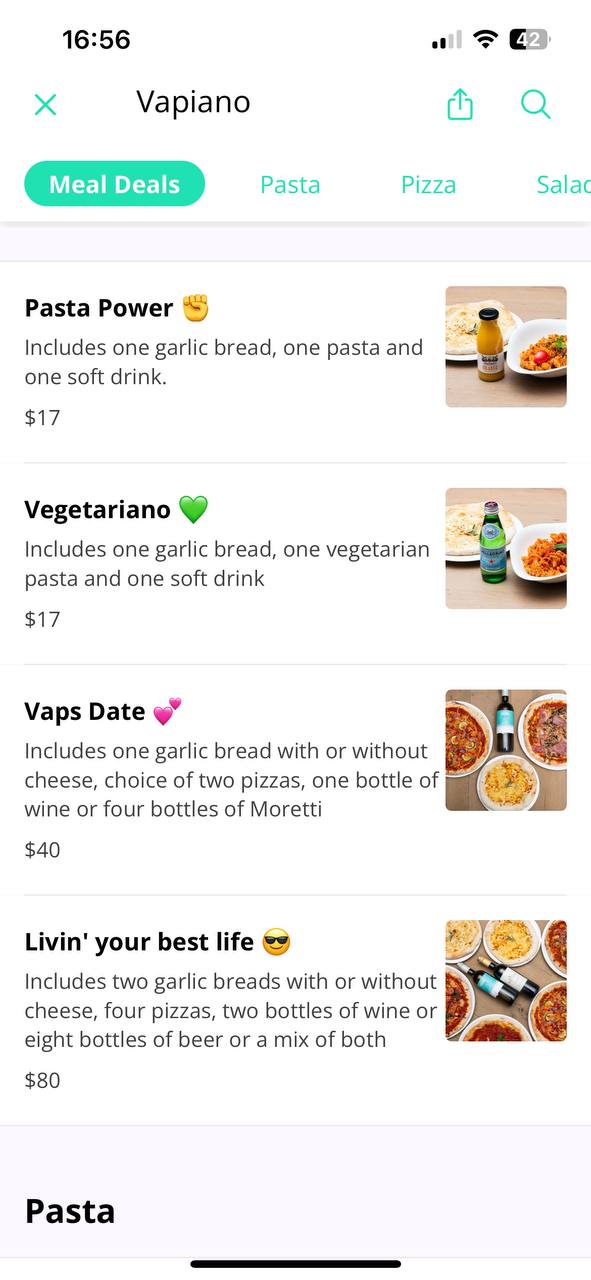 16:56
42
Vapiano
Meal Deals
Pasta
Pizza
Salad
Pasta Power ✊
Includes one garlic bread, one pasta and
one soft drink.
$17
Vegetariano 💚
Includes one garlic bread, one vegetarian
pasta and one soft drink
$17
Vaps Date 💕
Includes one garlic bread with or without
cheese, choice of two pizzas, one bottle of
wine or four bottles of Moretti
$40
Livin' your best life 😎
Includes two garlic breads with or without
cheese, four pizzas, two bottles of wine or
eight bottles of beer or a mix of both
$80
Pasta